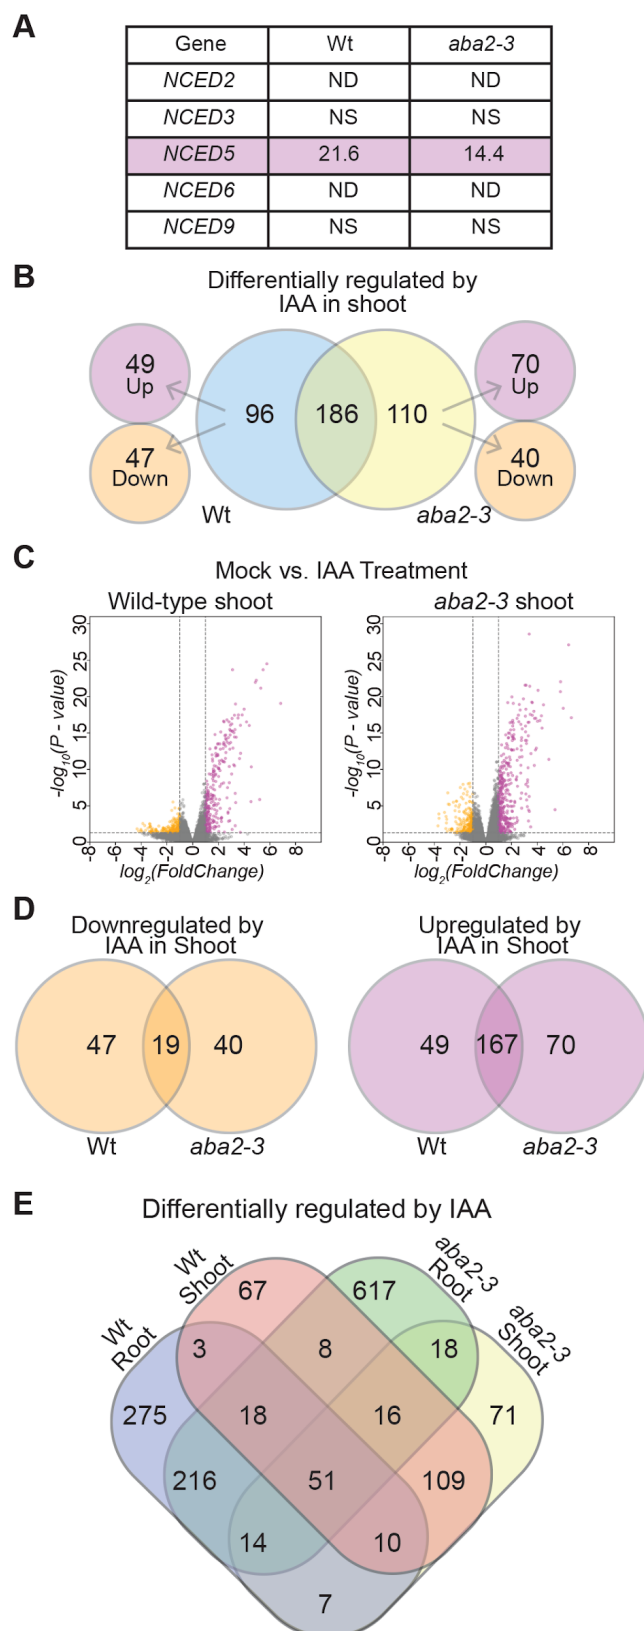 A
Gene Wt aba2-3
NCED2 ND ND
NCED3 NS NS
NCED5 21.6 14.4
NCED6 ND ND
NCED9 NS NS
B
Differentially regulated by
IAA in shoot
49
Up
47
Down
96
186
110
70
Up
40
Down
Wt
aba2-3
C
Mock vs. IAA Treatment
Wild-type shoot
-log10(P - value)
30
25
20
15
10
5
0
-8 -6 -4 -2 0 2 4 6 8
log2(FoldChange)
aba2-3 shoot
-log10(P - value)
30
25
20
15
10
5
0
-8 -6 -4 -2 0 2 4 6 8
log2(FoldChange)
D
Downregulated by
IAA in Shoot
47
19
40
Wt
aba2-3
Upregulated by
IAA in Shoot
49
167
70
Wt
aba2-3
E
Differentially regulated by IAA
Wt
Root
Wt
Shoot
aba2-3
Root
aba2-3
Shoot
67
617
3
8
18
275
18
16
71
216
51
109
14
10
7